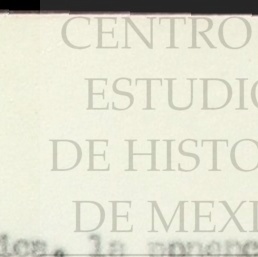 CENTRO
ESTUDI
DE HISTO
DE MEXI
ica, la ponenc